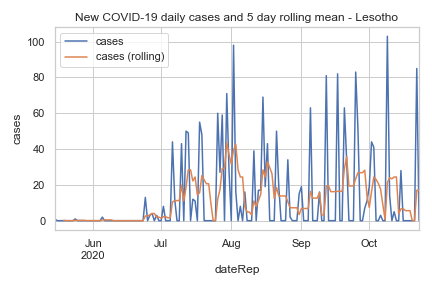 New COVID-19 daily cases and 5 day rolling mean - Lesotho
cases
cases (rolling)
100
80
60
40
20
0
cases
Jun
2020
Jul
Aug
Sep
Oct
dateRep